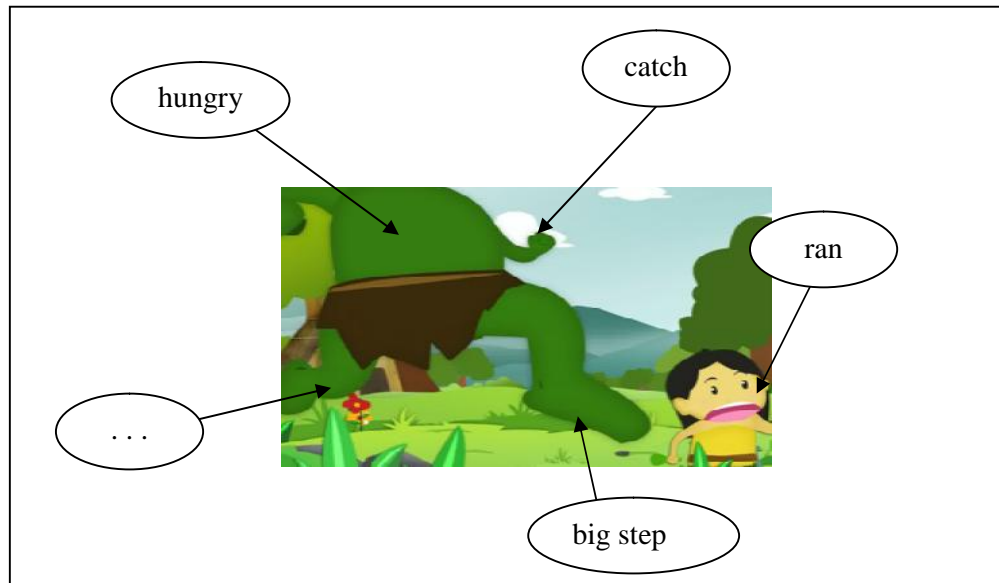 catch
hungry
ran
. . .
big step